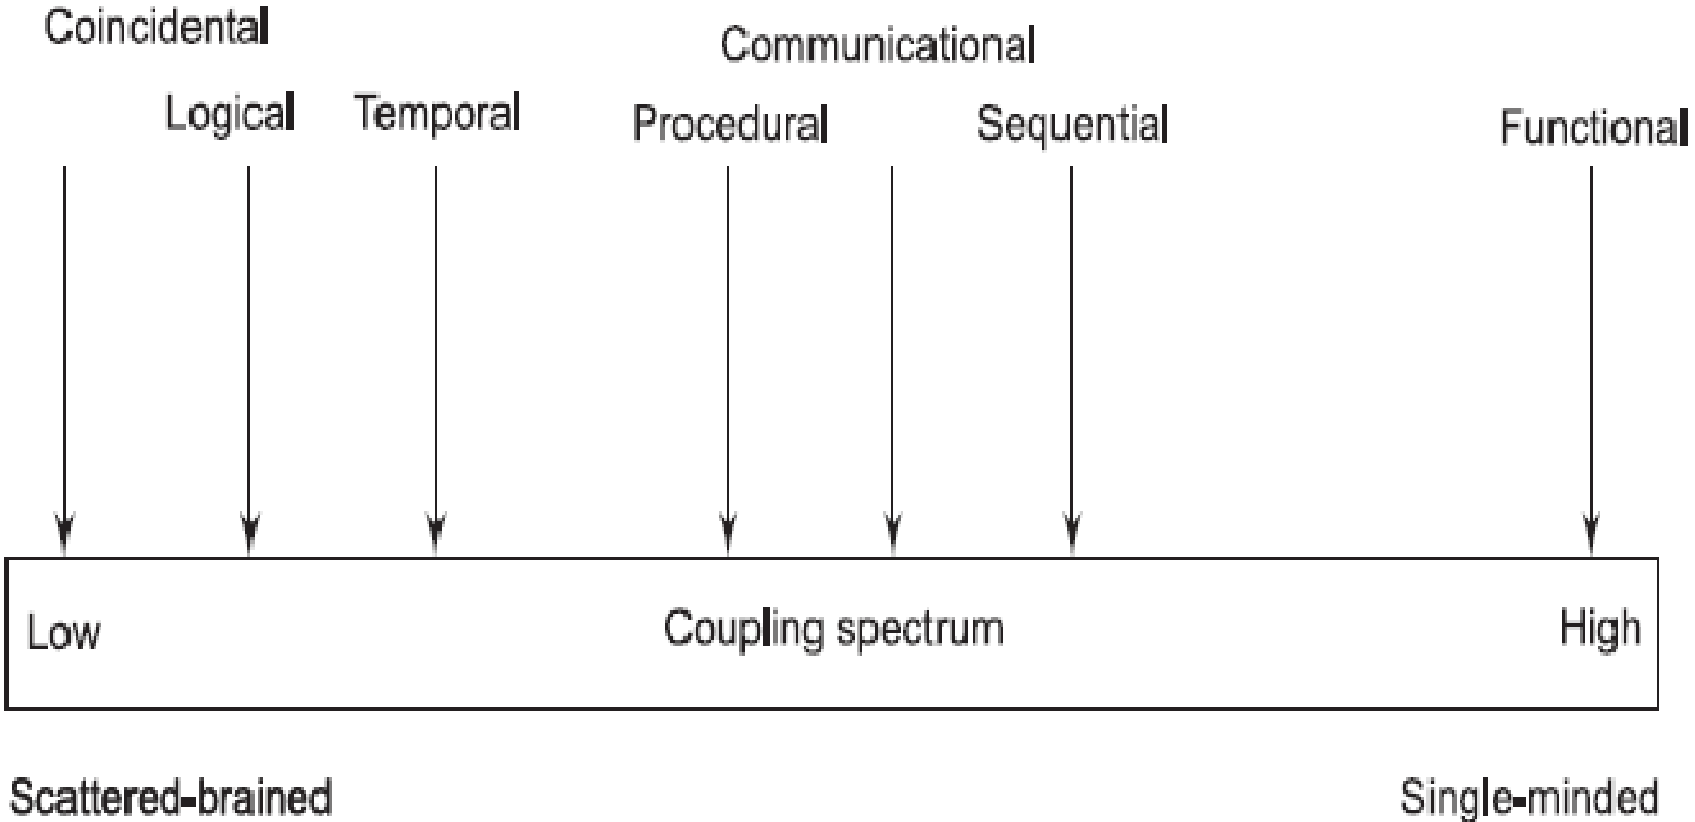 Coincidental
Communicational
Logical Temporal Procedural Sequential Functional
Low Coupling spectrum High
Scattered-brained Single-minded